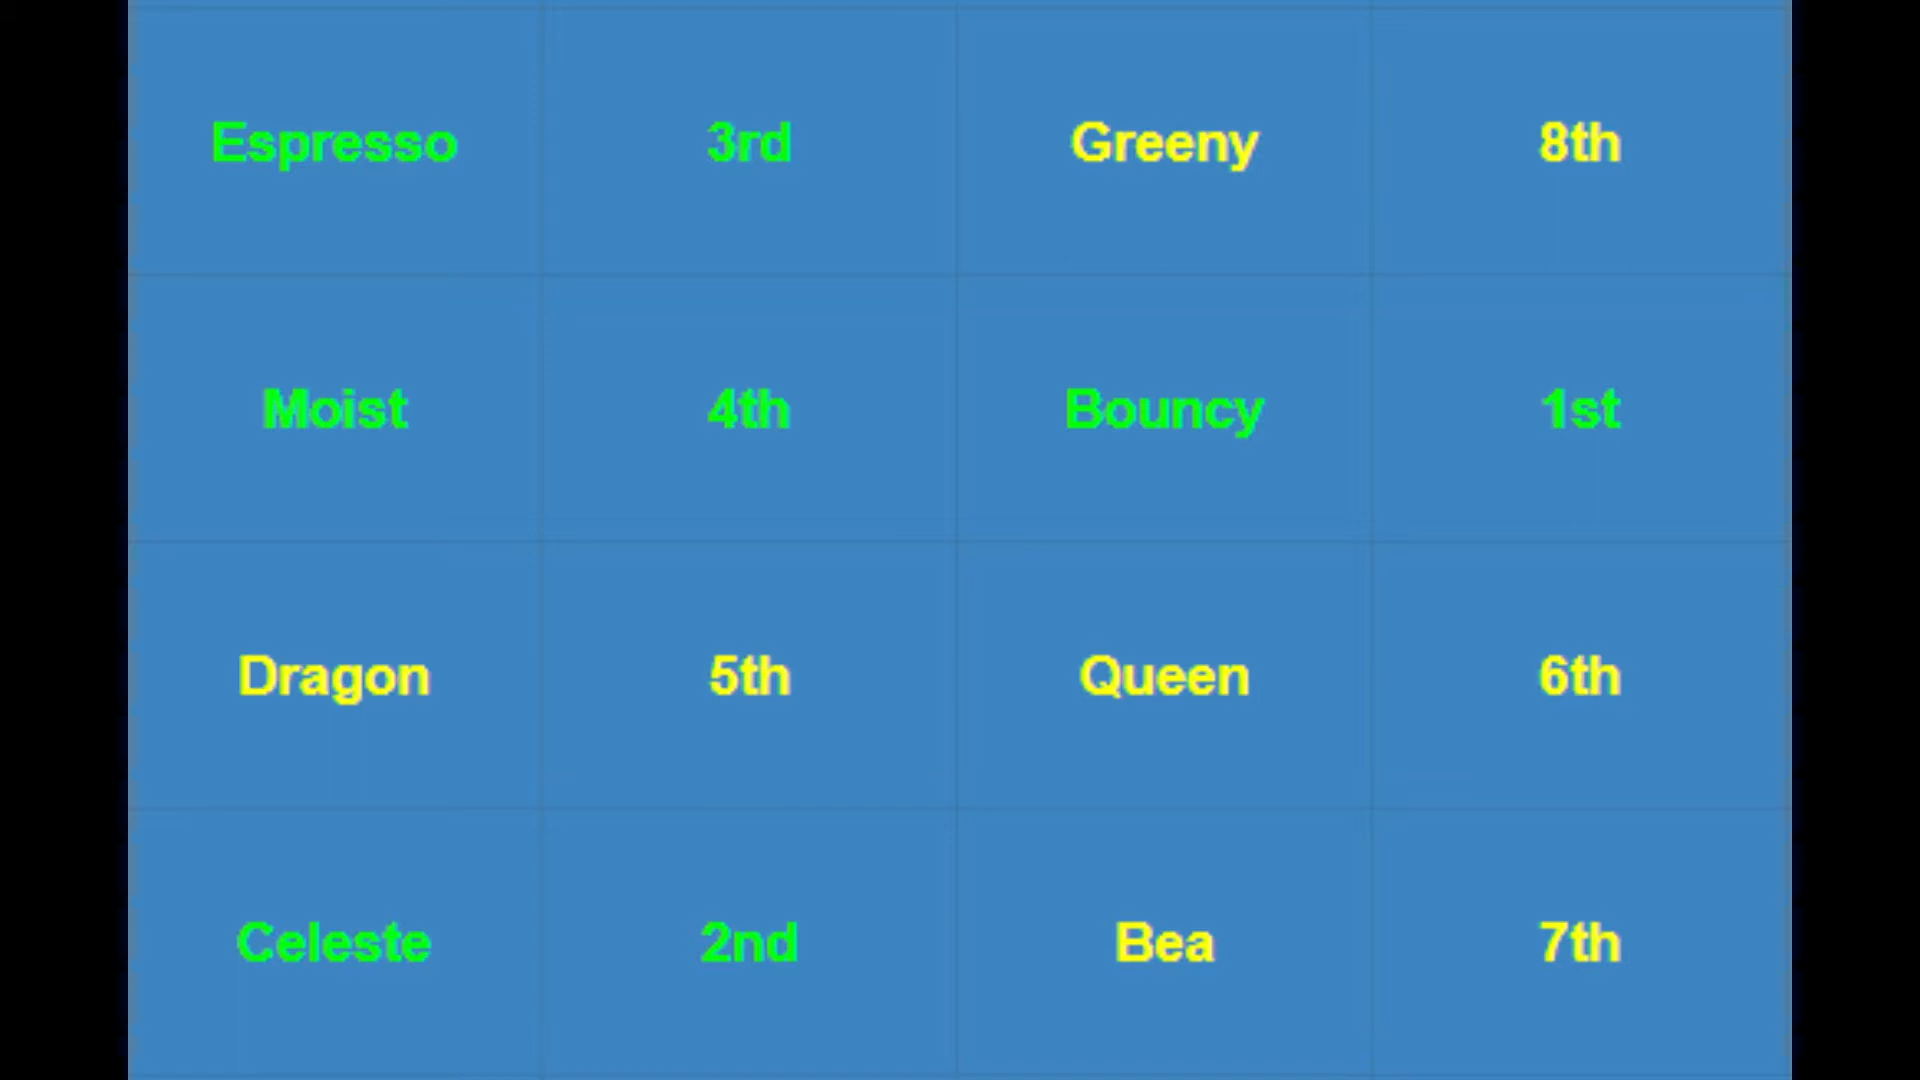 Espresso 3rd Greeny 8th
Moist 4th Bouncy 1st
Dragon 5th Queen 6th
Celeste 2nd Bea 7th